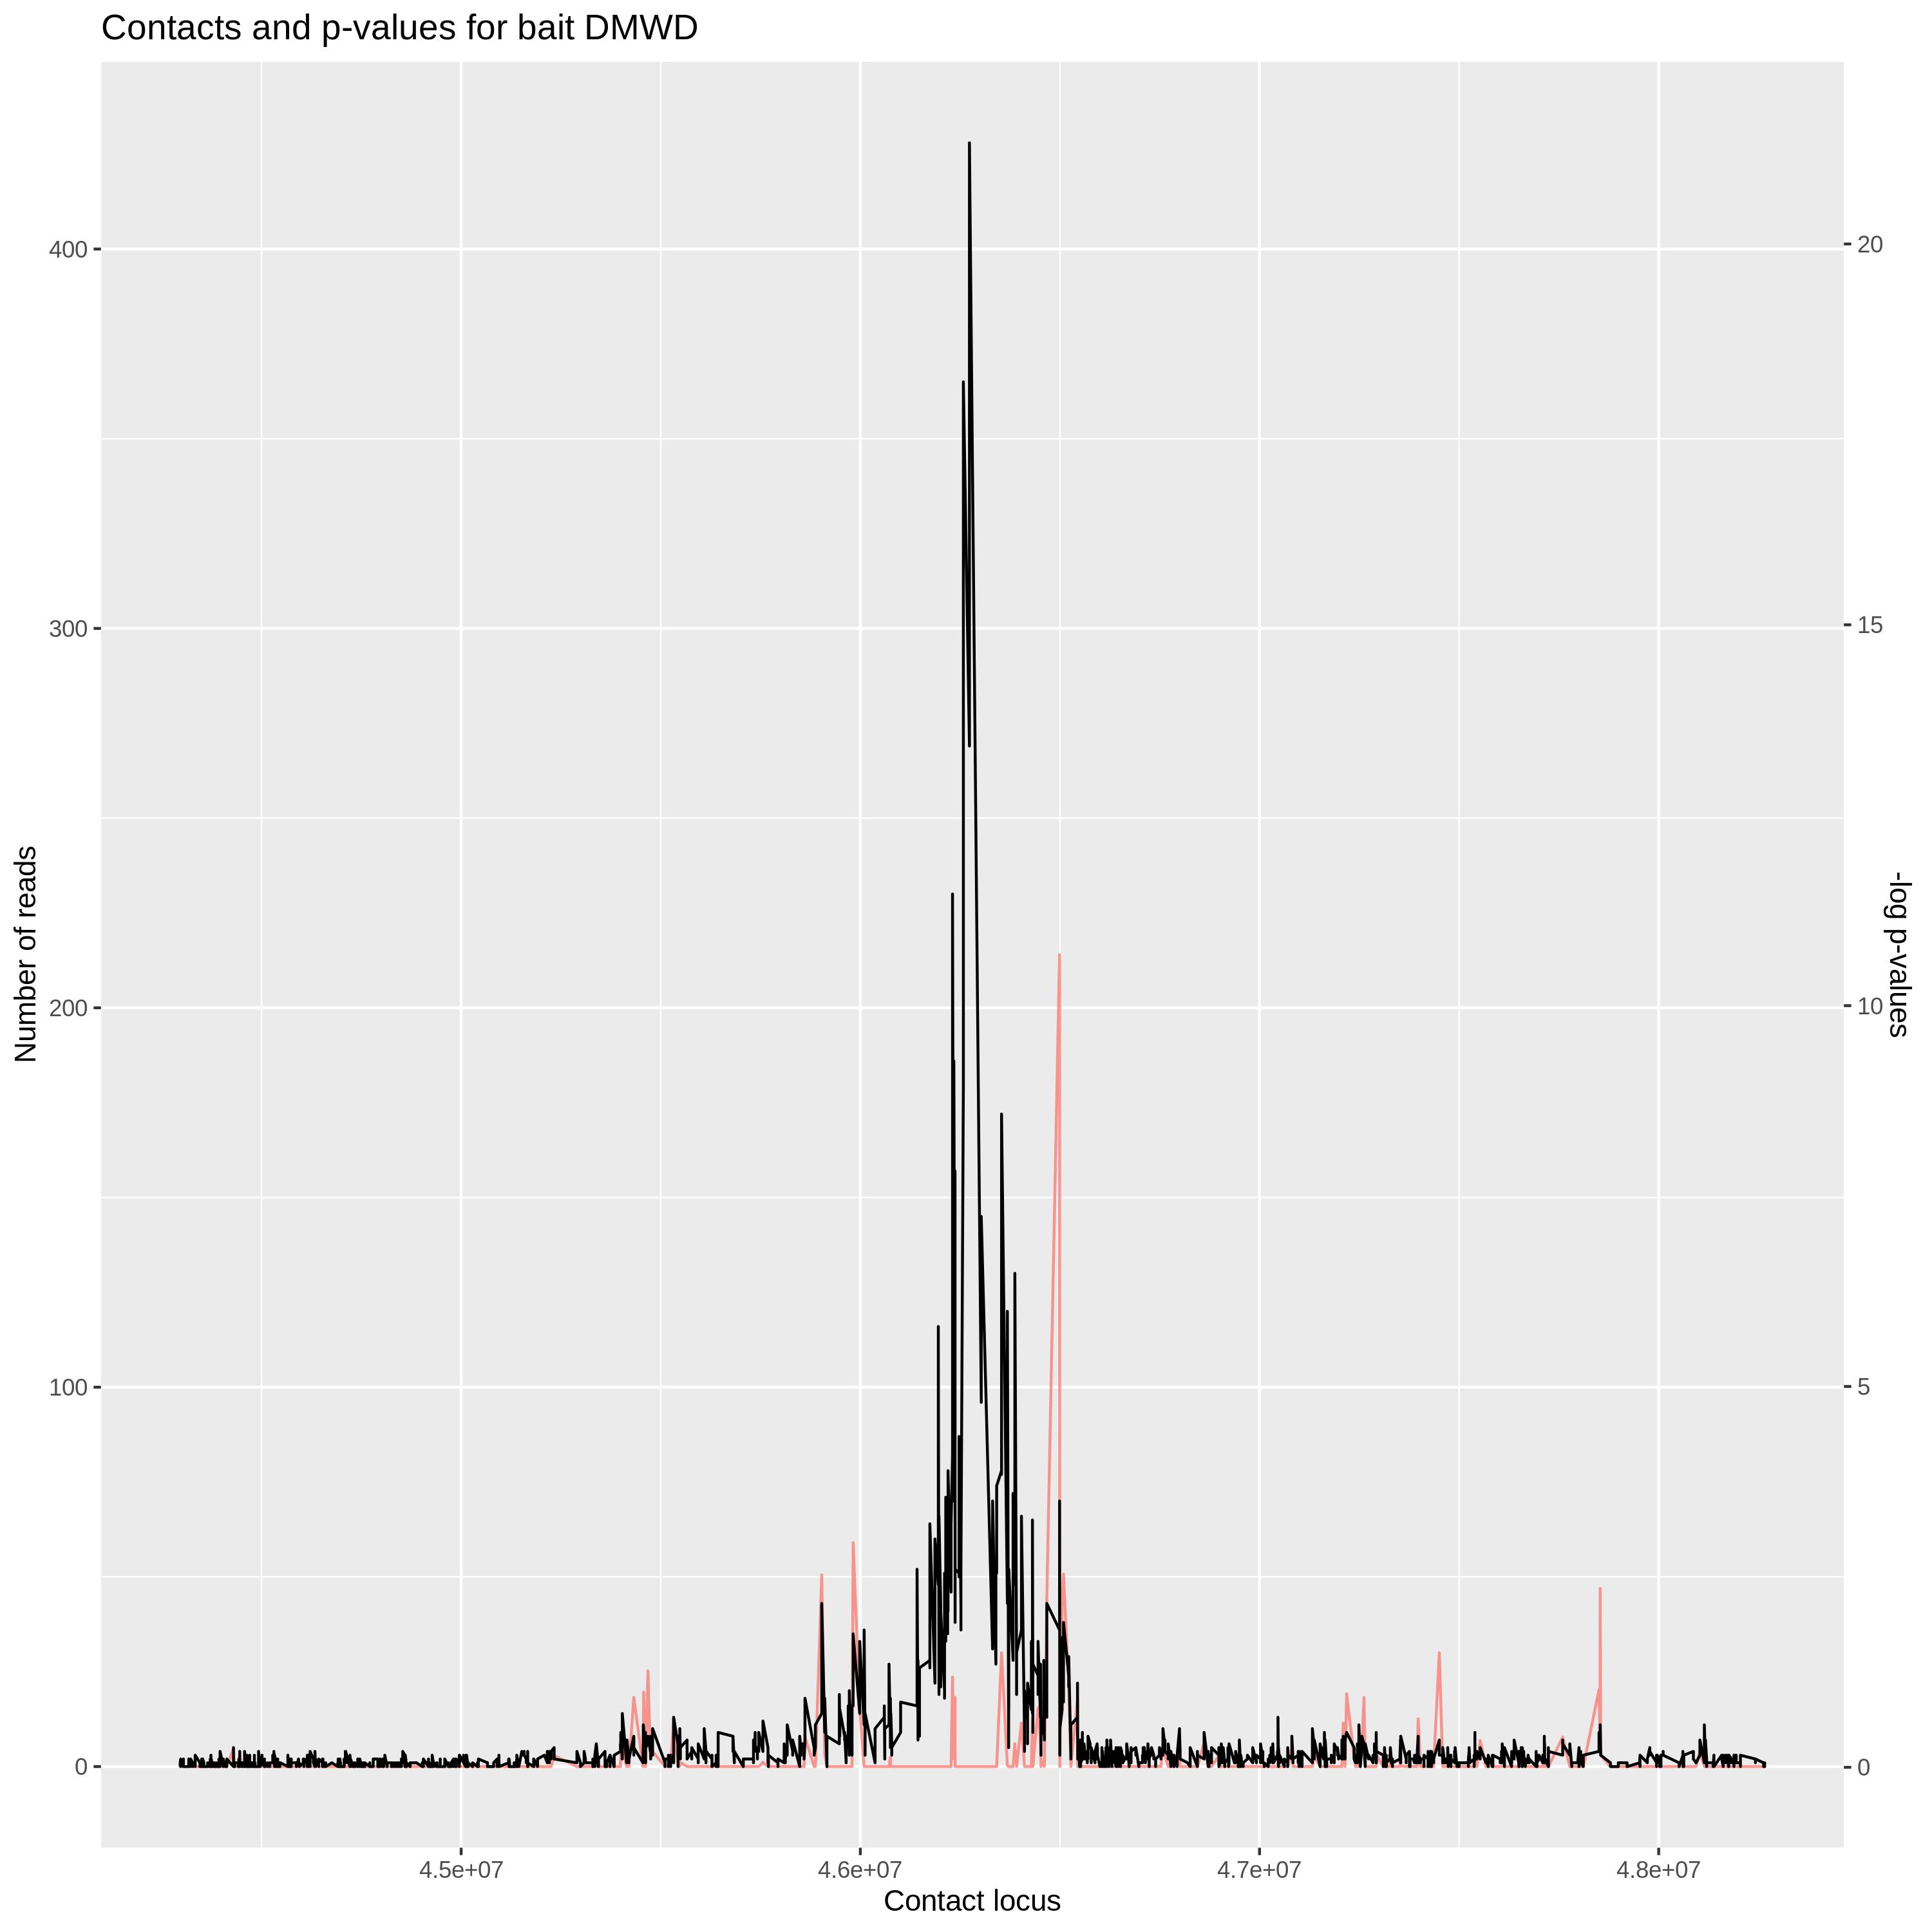 Contacts and p-values for bait DMWD
Number of reads
400
300
200
100
0
20
15
10
5
0
-log p-values
4.5e+07
4.6e+07
4.7e+07
4.8e+07
Contact locus